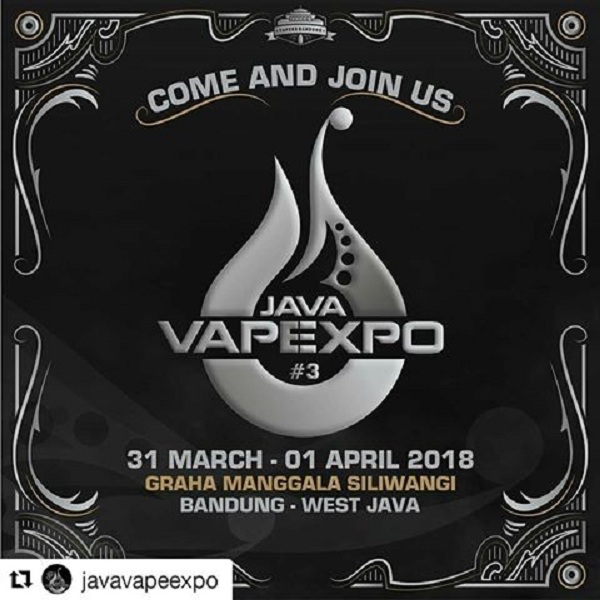 COME AND JOIN US
JAVA
VAPEXPO
#3
31 MARCH - 01 APRIL 2018
GRAHA MANGGALA SILIWANGI
BANDUNG - WEST JAVA
javavapeexpo